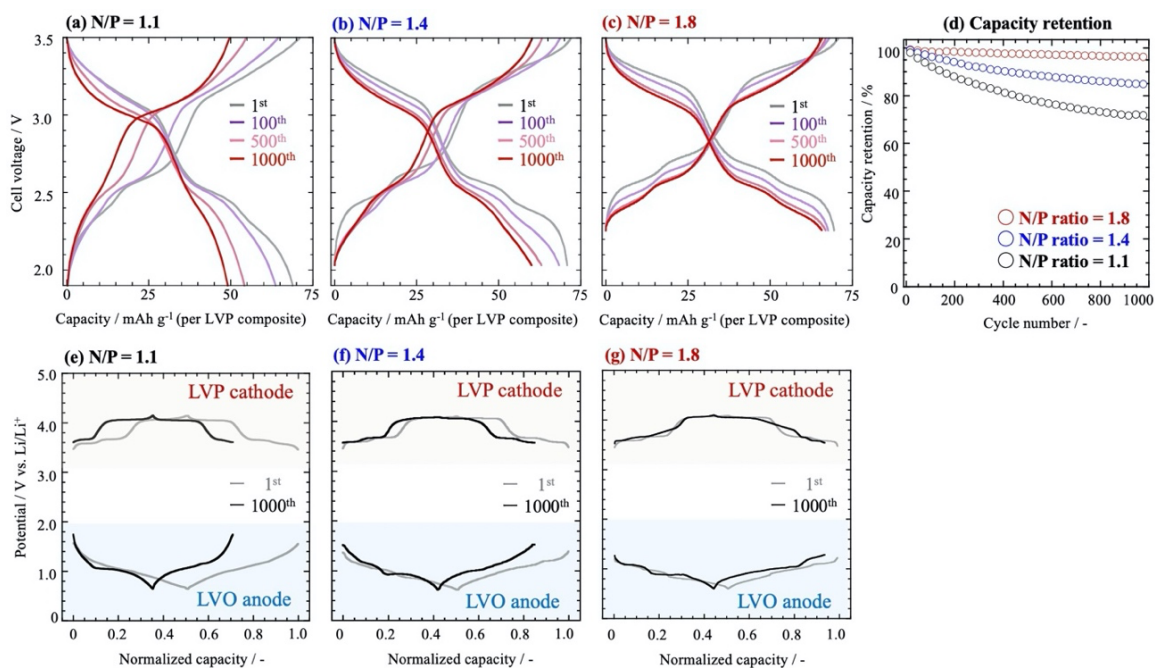 (a) N/P = 1.1
3.5
3.0
2.5
2.0
Cell voltage / V
1st
100th
500th
1000th
0 25 50 75
Capacity / mAh g⁻¹ (per LVP composite)
(b) N/P = 1.4
1st
100th
500th
1000th
0 25 50 75
Capacity / mAh g⁻¹ (per LVP composite)
(c) N/P = 1.8
1st
100th
500th
1000th
0 25 50 75
Capacity / mAh g⁻¹ (per LVP composite)
(d) Capacity retention
100
80
60
40
20
0
Capacity retention / %
N/P ratio = 1.8
N/P ratio = 1.4
N/P ratio = 1.1
0 200 400 600 800 1000
Cycle number / -
(e) N/P = 1.1
5.0
4.0
3.0
2.0
1.0
0
Potential / V vs. Li/Li⁺
LVP cathode
1st
1000th
LVO anode
0 0.2 0.4 0.6 0.8 1.0
Normalized capacity / -
(f) N/P = 1.4
LVP cathode
1st
1000th
LVO anode
0 0.2 0.4 0.6 0.8 1.0
Normalized capacity / -
(g) N/P = 1.8
LVP cathode
1st
1000th
LVO anode
0 0.2 0.4 0.6 0.8 1.0
Normalized capacity / -